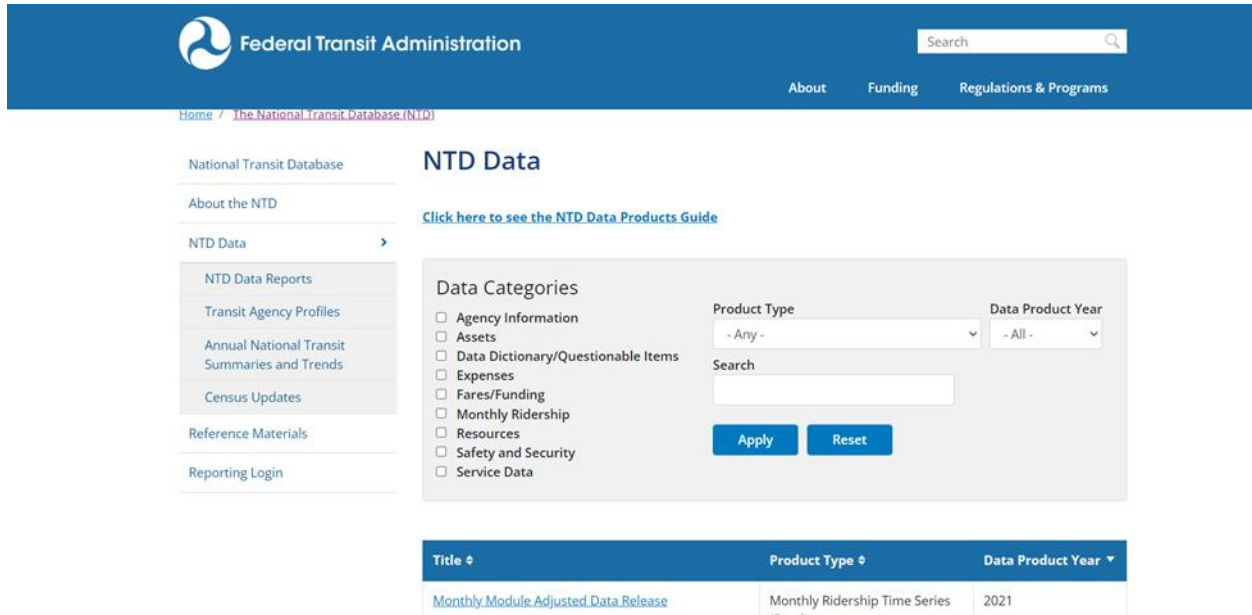 Federal Transit Administration
Search
About Funding Regulations & Programs
Home / The National Transit Database (NTD)
National Transit Database
About the NTD
NTD Data
NTD Data Reports
Transit Agency Profiles
Annual National Transit
Summaries and Trends
Census Updates
Reference Materials
Reporting Login
NTD Data
Click here to see the NTD Data Products Guide
Data Categories
Agency Information
Assets
Data Dictionary/Questionable Items
Expenses
Fares/Funding
Monthly Ridership
Resources
Safety and Security
Service Data
Product Type
- Any -
Data Product Year
- All -
Search
Apply Reset
Title Product Type Data Product Year
Monthly Module Adjusted Data Release Monthly Ridership Time Series 2021